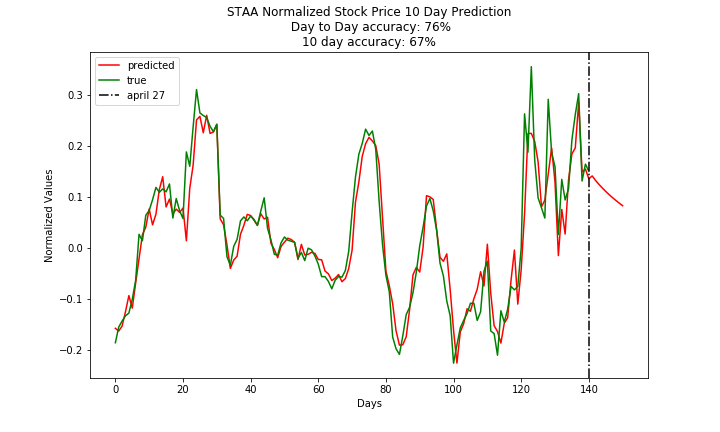 STAA Normalized Stock Price 10 Day Prediction
Day to Day accuracy: 76%
10 day accuracy: 67%
predicted
true
april 27
Normalized Values
0.3
0.2
0.1
0.0
−0.1
−0.2
0
20
40
60
80
100
120
140
Days